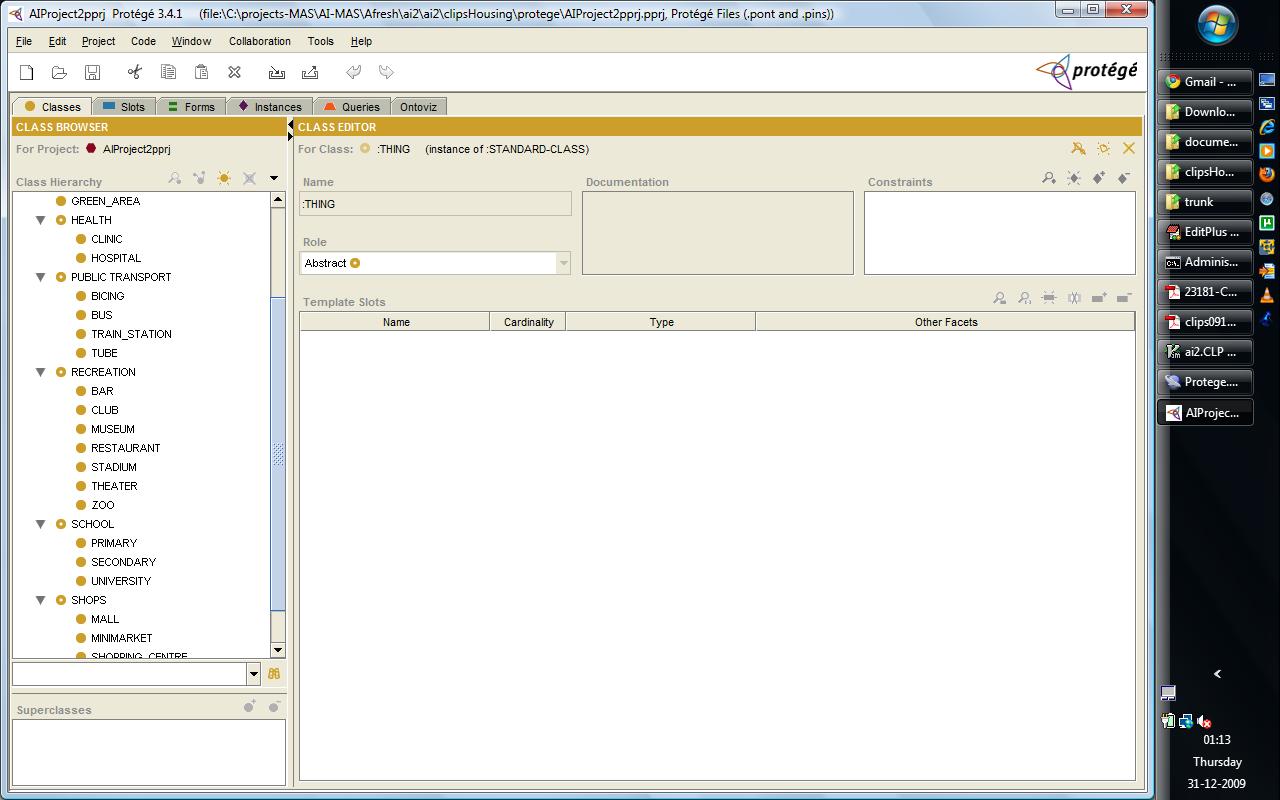 AIProject2pprj  Protégé 3.4.1    (file:\C:\projects-MAS\AI-MAS\Afresh\ai2\ai2\clipsHousing\protege\AIProject2pprj.pprj, Protégé Files (.pont and .pins))
File Edit Project Code Window Collaboration Tools Help
protégé
Classes Slots Forms Instances Queries Ontoviz
CLASS BROWSER
For Project: AIProject2pprj
Class Hierarchy
GREEN_AREA
HEALTH
CLINIC
HOSPITAL
PUBLIC TRANSPORT
BICING
BUS
TRAIN_STATION
TUBE
RECREATION
BAR
CLUB
MUSEUM
RESTAURANT
STADIUM
THEATER
ZOO
SCHOOL
PRIMARY
SECONDARY
UNIVERSITY
SHOPS
MALL
MINIMARKET
SHOPPING_CENTRE
Superclasses
CLASS EDITOR
For Class: :THING (instance of :STANDARD-CLASS)
Name
:THING
Role
Abstract
Documentation
Constraints
Template Slots
Name Cardinality Type Other Facets
Gmail - ...
Downlo...
docume...
clipsHo...
trunk
EditPlus ...
Adminis...
23181-C...
clips091...
ai2.CLP ...
Protege....
AIProjec...
01:13
Thursday
31-12-2009